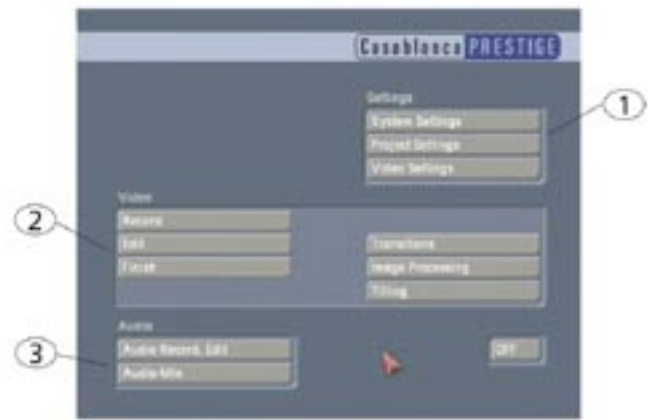 Casablanca PRESTIGE
Settings
System Settings
Project Settings
Video Settings
1
Video
Record
Edit
Finish
2
Transitions
Image Processing
Titling
Audio
Audio Record, Edit
Audio-Mix
3
OFF